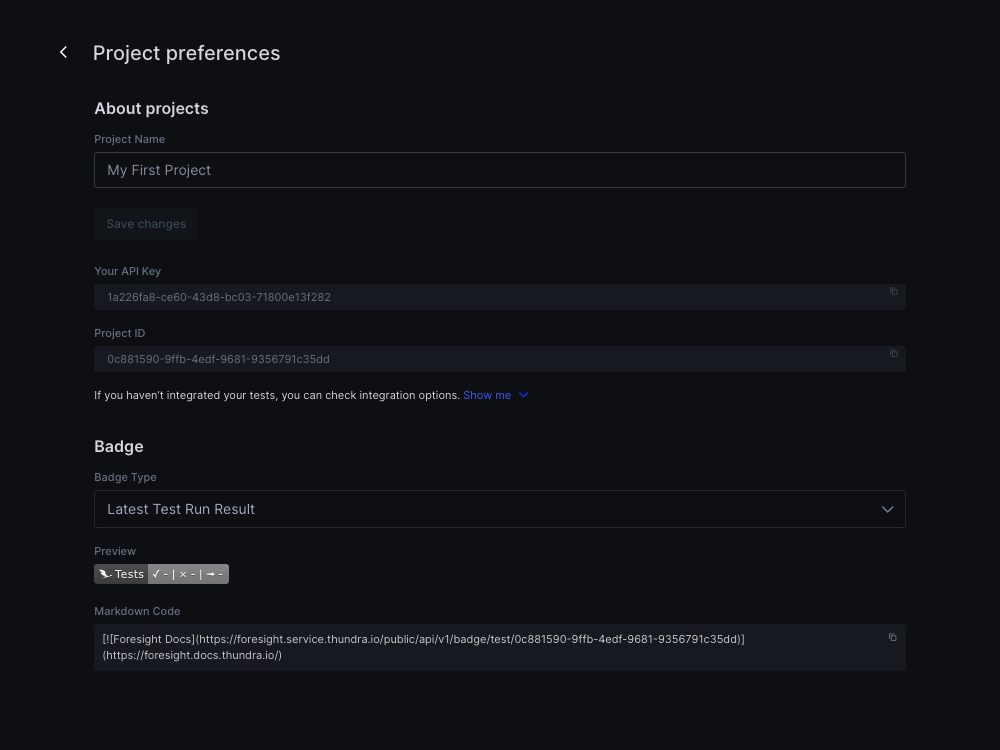 Project preferences
About projects
Project Name
My First Project
Save changes
Your API Key
1a226fa8-ce60-43d8-bc03-71800e13f282
Project ID
0c881590-9ffb-4edf-9681-9356791c35dd
If you haven't integrated your tests, you can check integration options. Show me
Badge
Badge Type
Latest Test Run Result
Preview
Tests ✓ - | × - | ➞ -
Markdown Code
[![Foresight Docs](https://foresight.service.thundra.io/public/api/v1/badge/test/0c881590-9ffb-4edf-9681-9356791c35dd)]
(https://foresight.docs.thundra.io/)